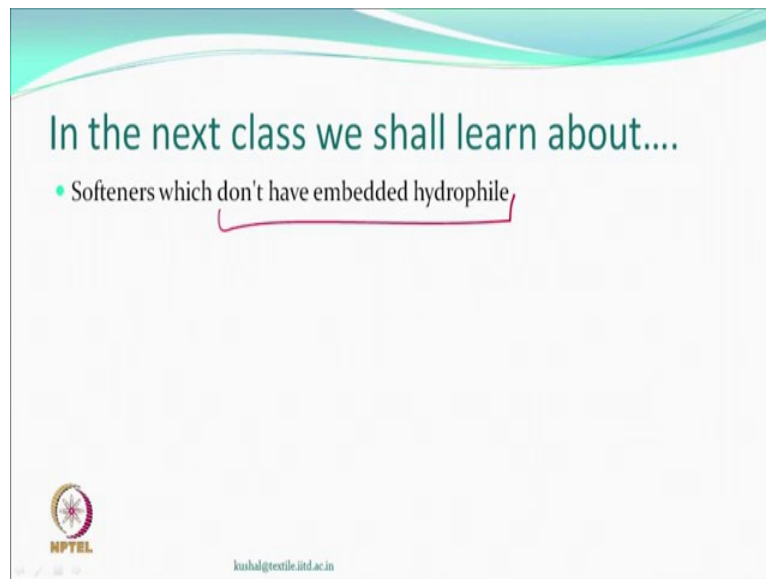 In the next class we shall learn about....
• Softeners which don't have embedded hydrophile
NPTEL
kushal@textile.iitd.ac.in